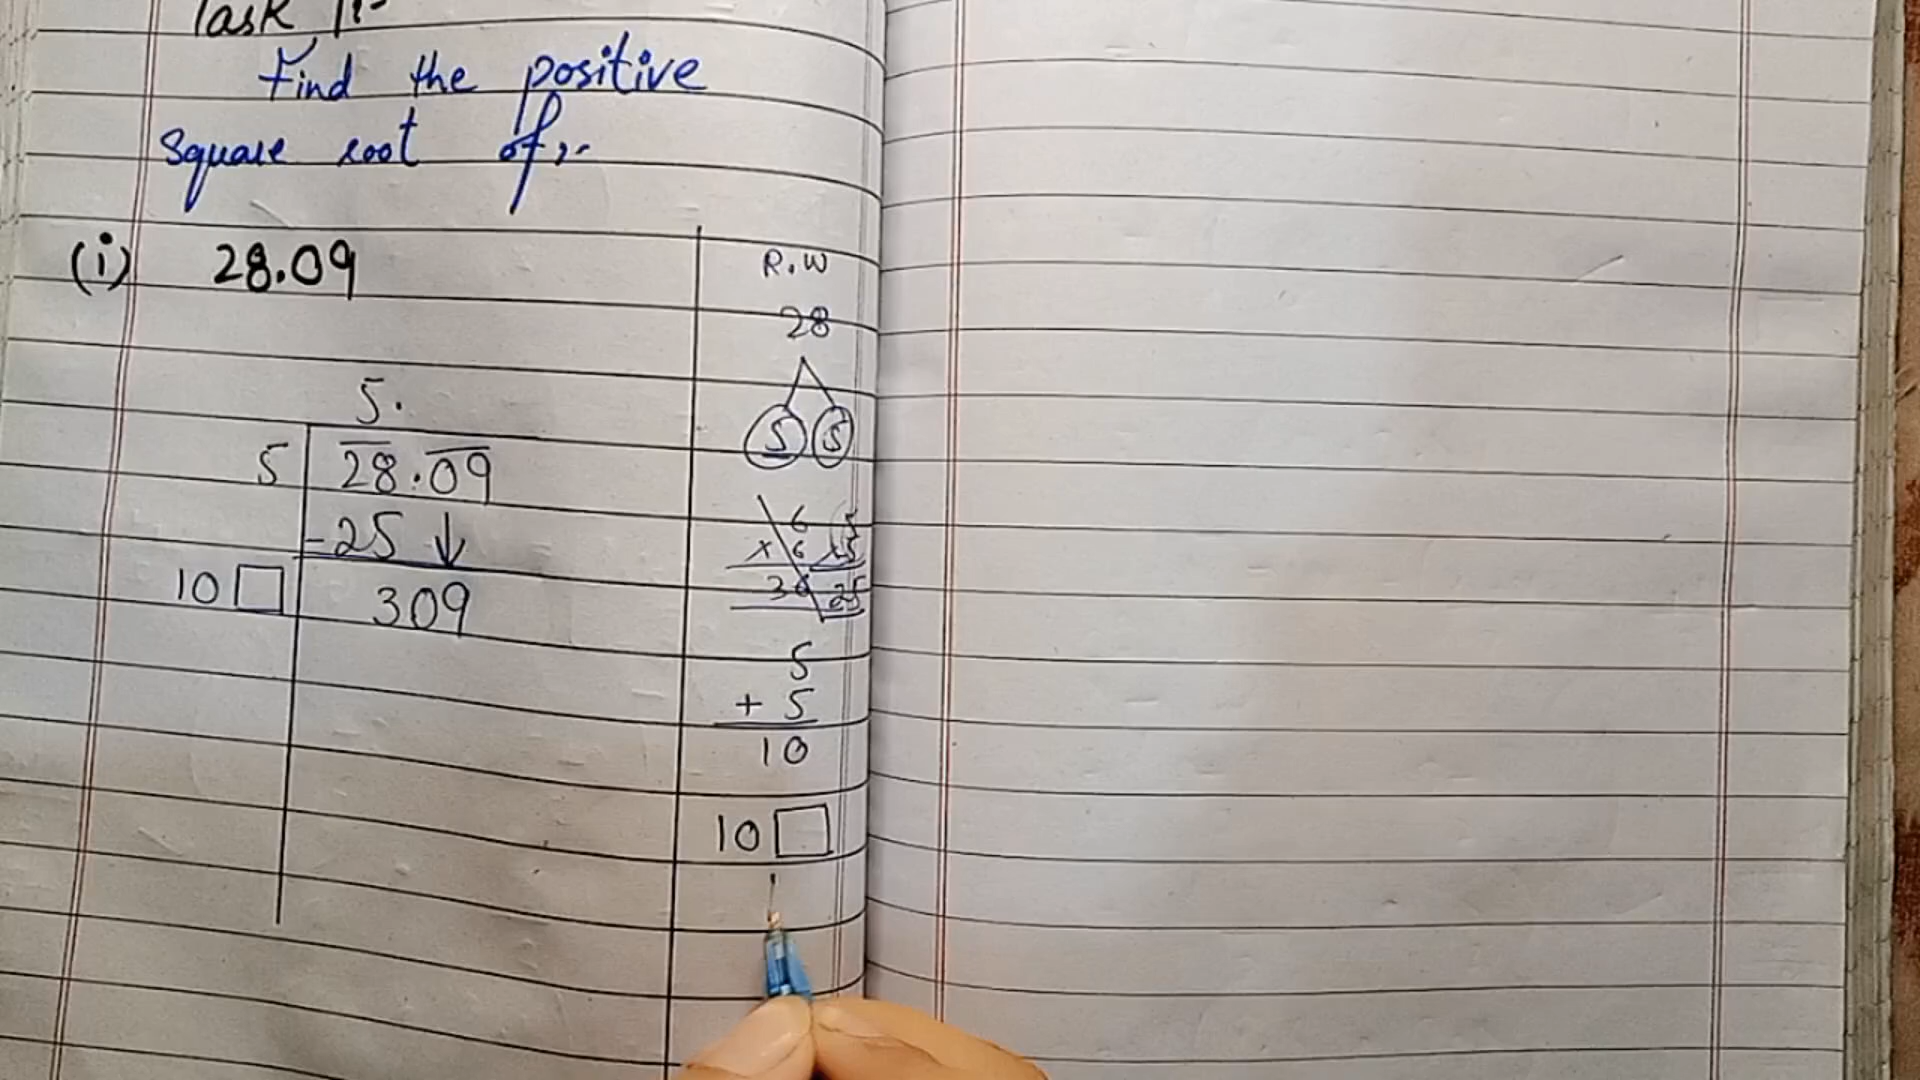 Task 1:-
Find the positive
square root of:-
(i) 28.09
R.W
28
5 5
5.
5 28.09
-25 ↓
10 □ 309
6
× 6
36
5
×5
25
5
+ 5
10
10 □